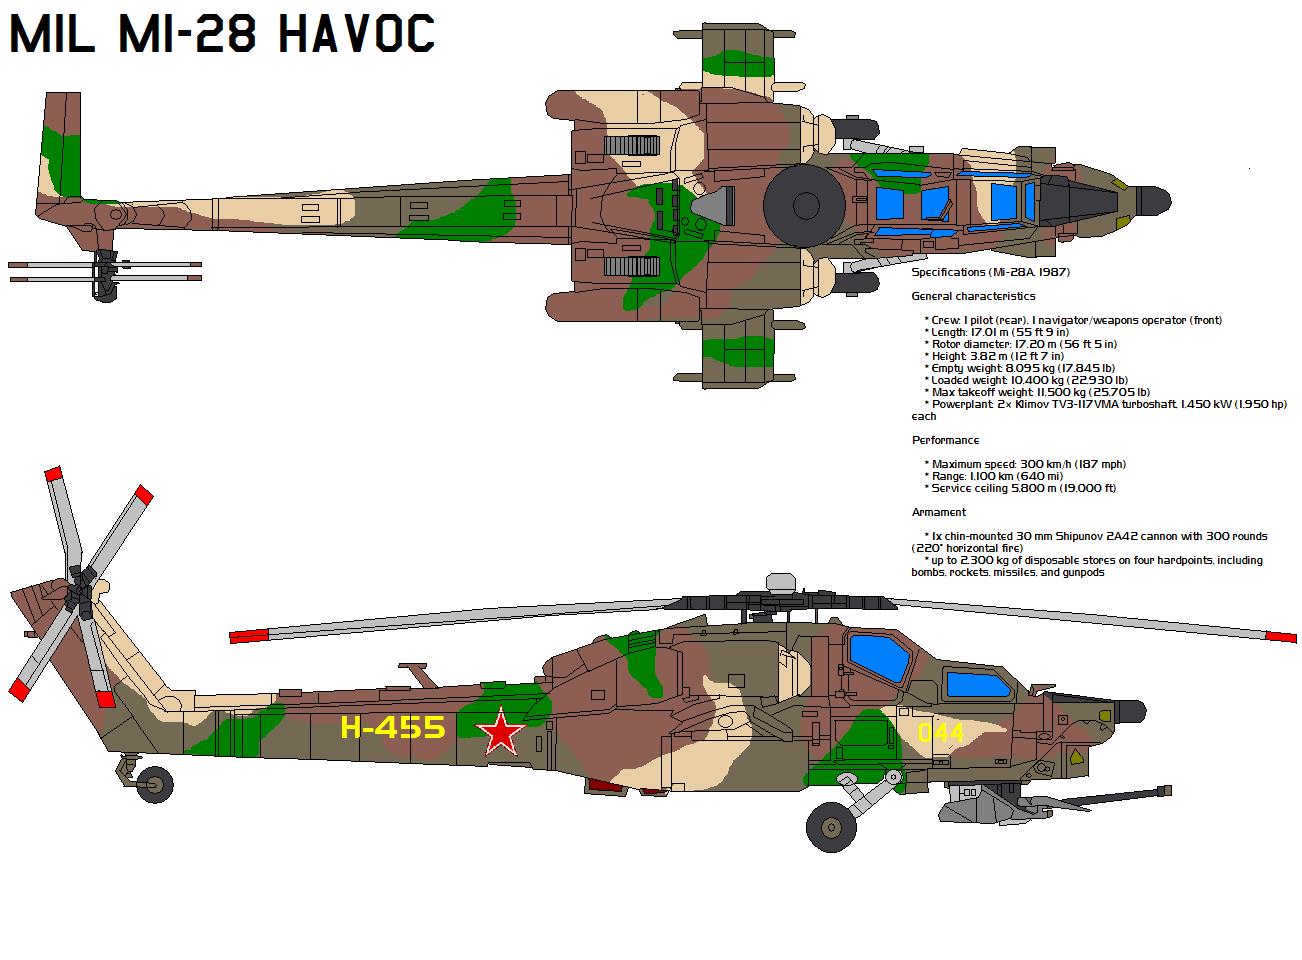 MIL MI-28 HAVOC
Specifications (Mi-28A, 1987)
General characteristics
* Crew: 1 pilot (rear), 1 navigator/weapons operator (front)
* Length: 17.01 m (55 ft 9 in)
* Rotor diameter: 17.20 m (56 ft 5 in)
* Height: 3.82 m (12 ft 7 in)
* Empty weight: 8,095 kg (17,845 lb)
* Loaded weight: 10,400 kg (22,930 lb)
* Max takeoff weight: 11,500 kg (25,705 lb)
* Powerplant: 2× Klimov TV3-117VMA turboshaft, 1,450 kW (1,950 hp)
each
Performance
* Maximum speed: 300 km/h (187 mph)
* Range: 1,100 km (640 mi)
* Service ceiling 5,800 m (19,000 ft)
Armament
* 1x chin-mounted 30 mm Shipunov 2A42 cannon with 300 rounds
(220° horizontal fire)
* up to 2,300 kg of disposable stores on four hardpoints, including
bombs, rockets, missiles, and gunpods
H-455
044